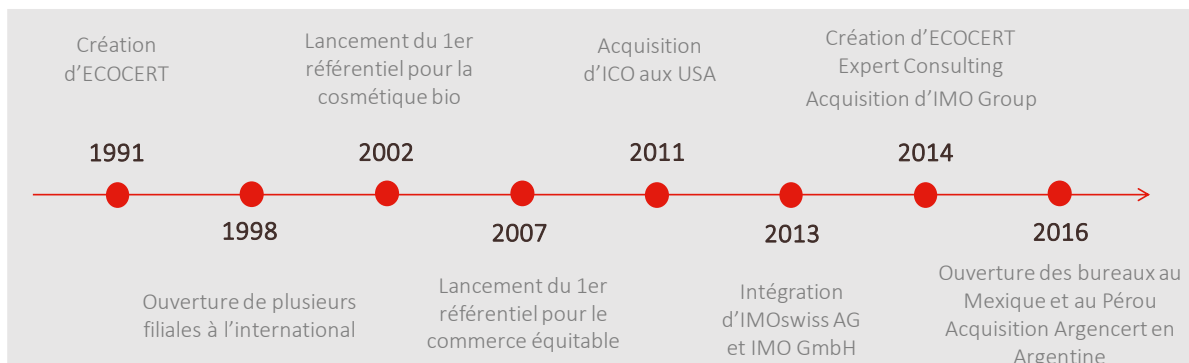 Création
d’ECOCERT
Lancement du 1er
référentiel pour la
cosmétique bio
Acquisition
d’ICO aux USA
Création d’ECOCERT
Expert Consulting
Acquisition d’IMO Group
1991
2002
2011
2014
1998
2007
2013
2016
Ouverture de plusieurs
filiales à l’international
Lancement du 1er
référentiel pour le
commerce équitable
Intégration
d’IMOswiss AG
et IMO GmbH
Ouverture des bureaux au
Mexique et au Pérou
Acquisition Argencert en
Argentine